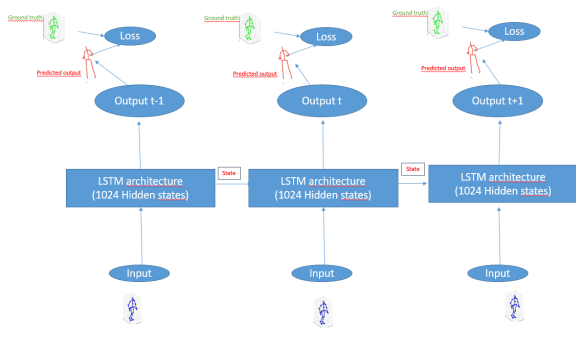 Ground truth
Loss
Predicted output
Output t-1
LSTM architecture
(1024 Hidden states)
Input
State
Ground truth
Loss
Predicted output
Output t
LSTM architecture
(1024 Hidden states)
Input
State
Ground truth
Loss
Predicted output
Output t+1
LSTM architecture
(1024 Hidden states)
Input